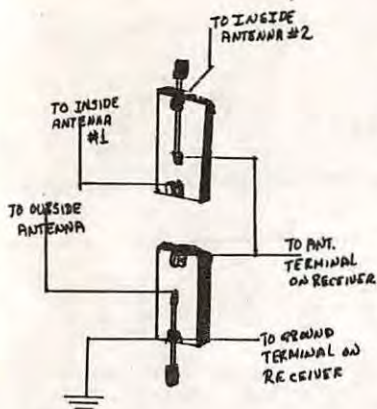 TO INSIDE
ANTENNA #2
TO INSIDE
ANTENNA
#1
TO OUTSIDE
ANTENNA
TO ANT.
TERMINAL
ON RECEIVER
TO GROUND
TERMINAL ON
RECEIVER